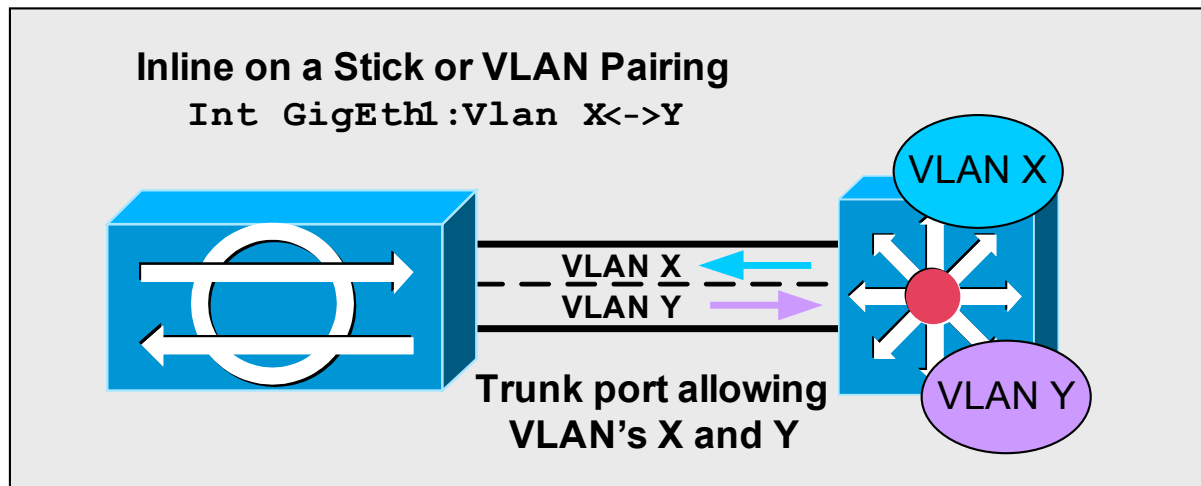 Inline on a Stick or VLAN Pairing
Int GigEth1:Vlan X<->Y
VLAN X
VLAN X
VLAN Y
VLAN Y
Trunk port allowing
VLAN's X and Y